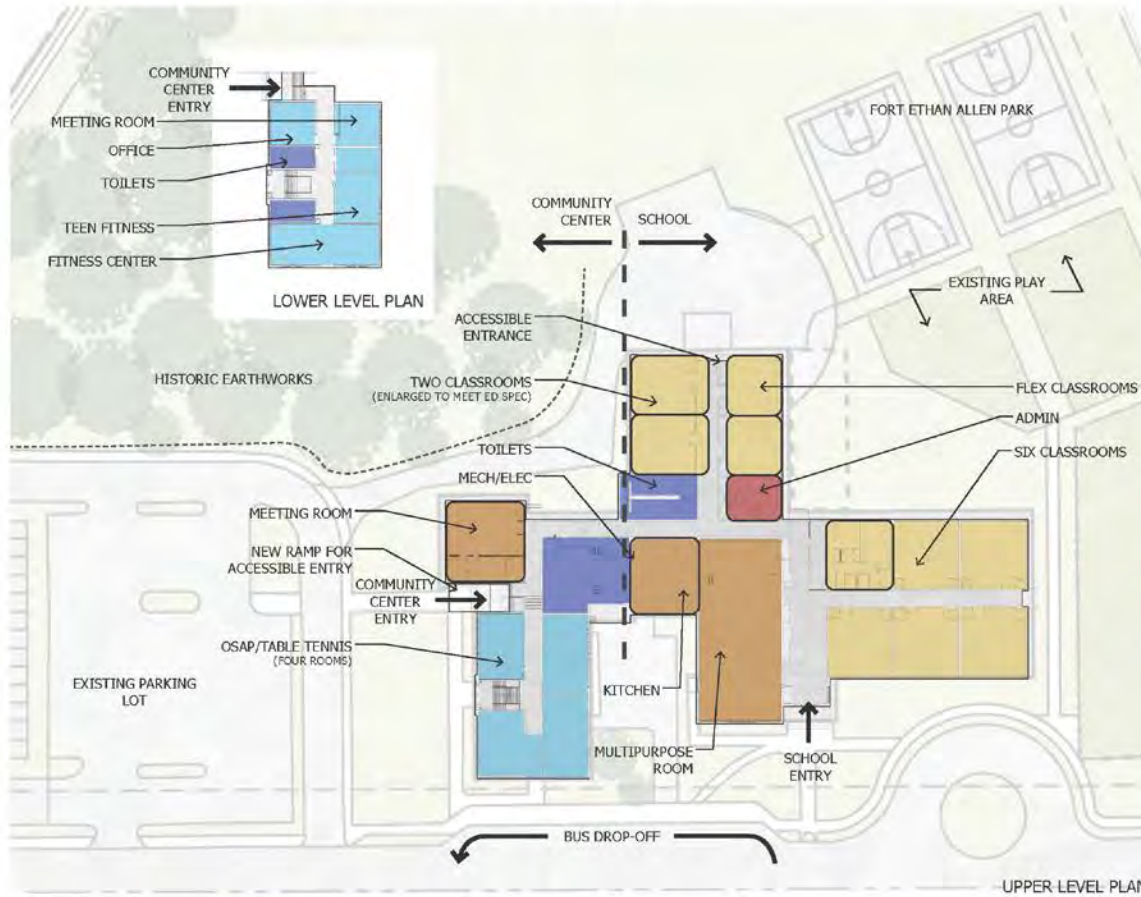 COMMUNITY
CENTER
ENTRY
MEETING ROOM
OFFICE
TOILETS
TEEN FITNESS
FITNESS CENTER
LOWER LEVEL PLAN
FORT ETHAN ALLEN PARK
COMMUNITY
CENTER
SCHOOL
EXISTING PLAY
AREA
HISTORIC EARTHWORKS
ACCESSIBLE
ENTRANCE
TWO CLASSROOMS
(ENLARGED TO MEET ED SPEC)
FLEX CLASSROOMS
ADMIN
SIX CLASSROOMS
TOILETS
MECH/ELEC
MEETING ROOM
NEW RAMP FOR
ACCESSIBLE ENTRY
COMMUNITY
CENTER
ENTRY
OSAP/TABLE TENNIS
(FOUR ROOMS)
EXISTING PARKING
LOT
KITCHEN
MULTIPURPOSE
ROOM
SCHOOL
ENTRY
BUS DROP-OFF
UPPER LEVEL PLAN